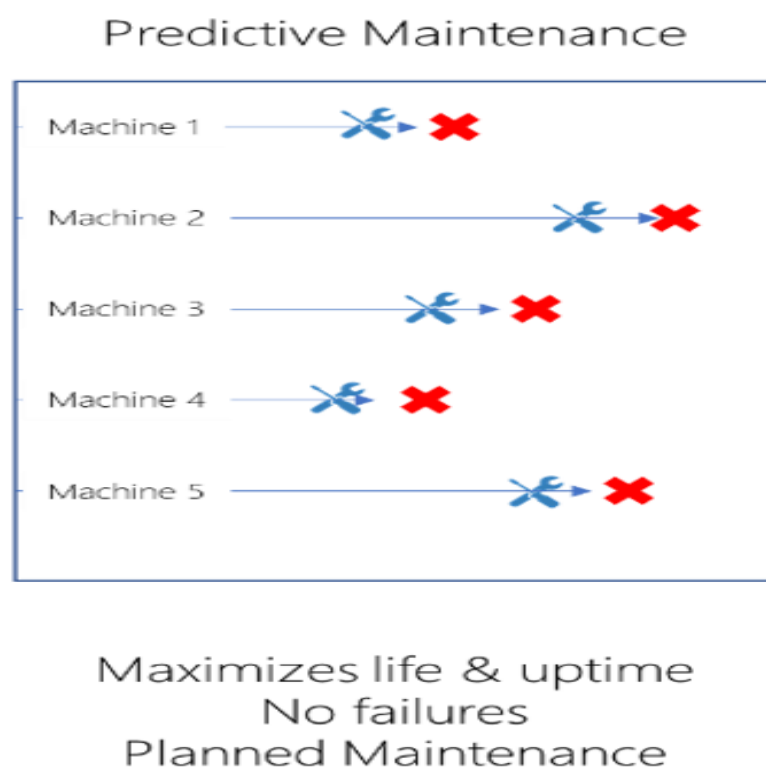 Predictive Maintenance
Machine 1
Machine 2
Machine 3
Machine 4
Machine 5
Maximizes life & uptime
No failures
Planned Maintenance